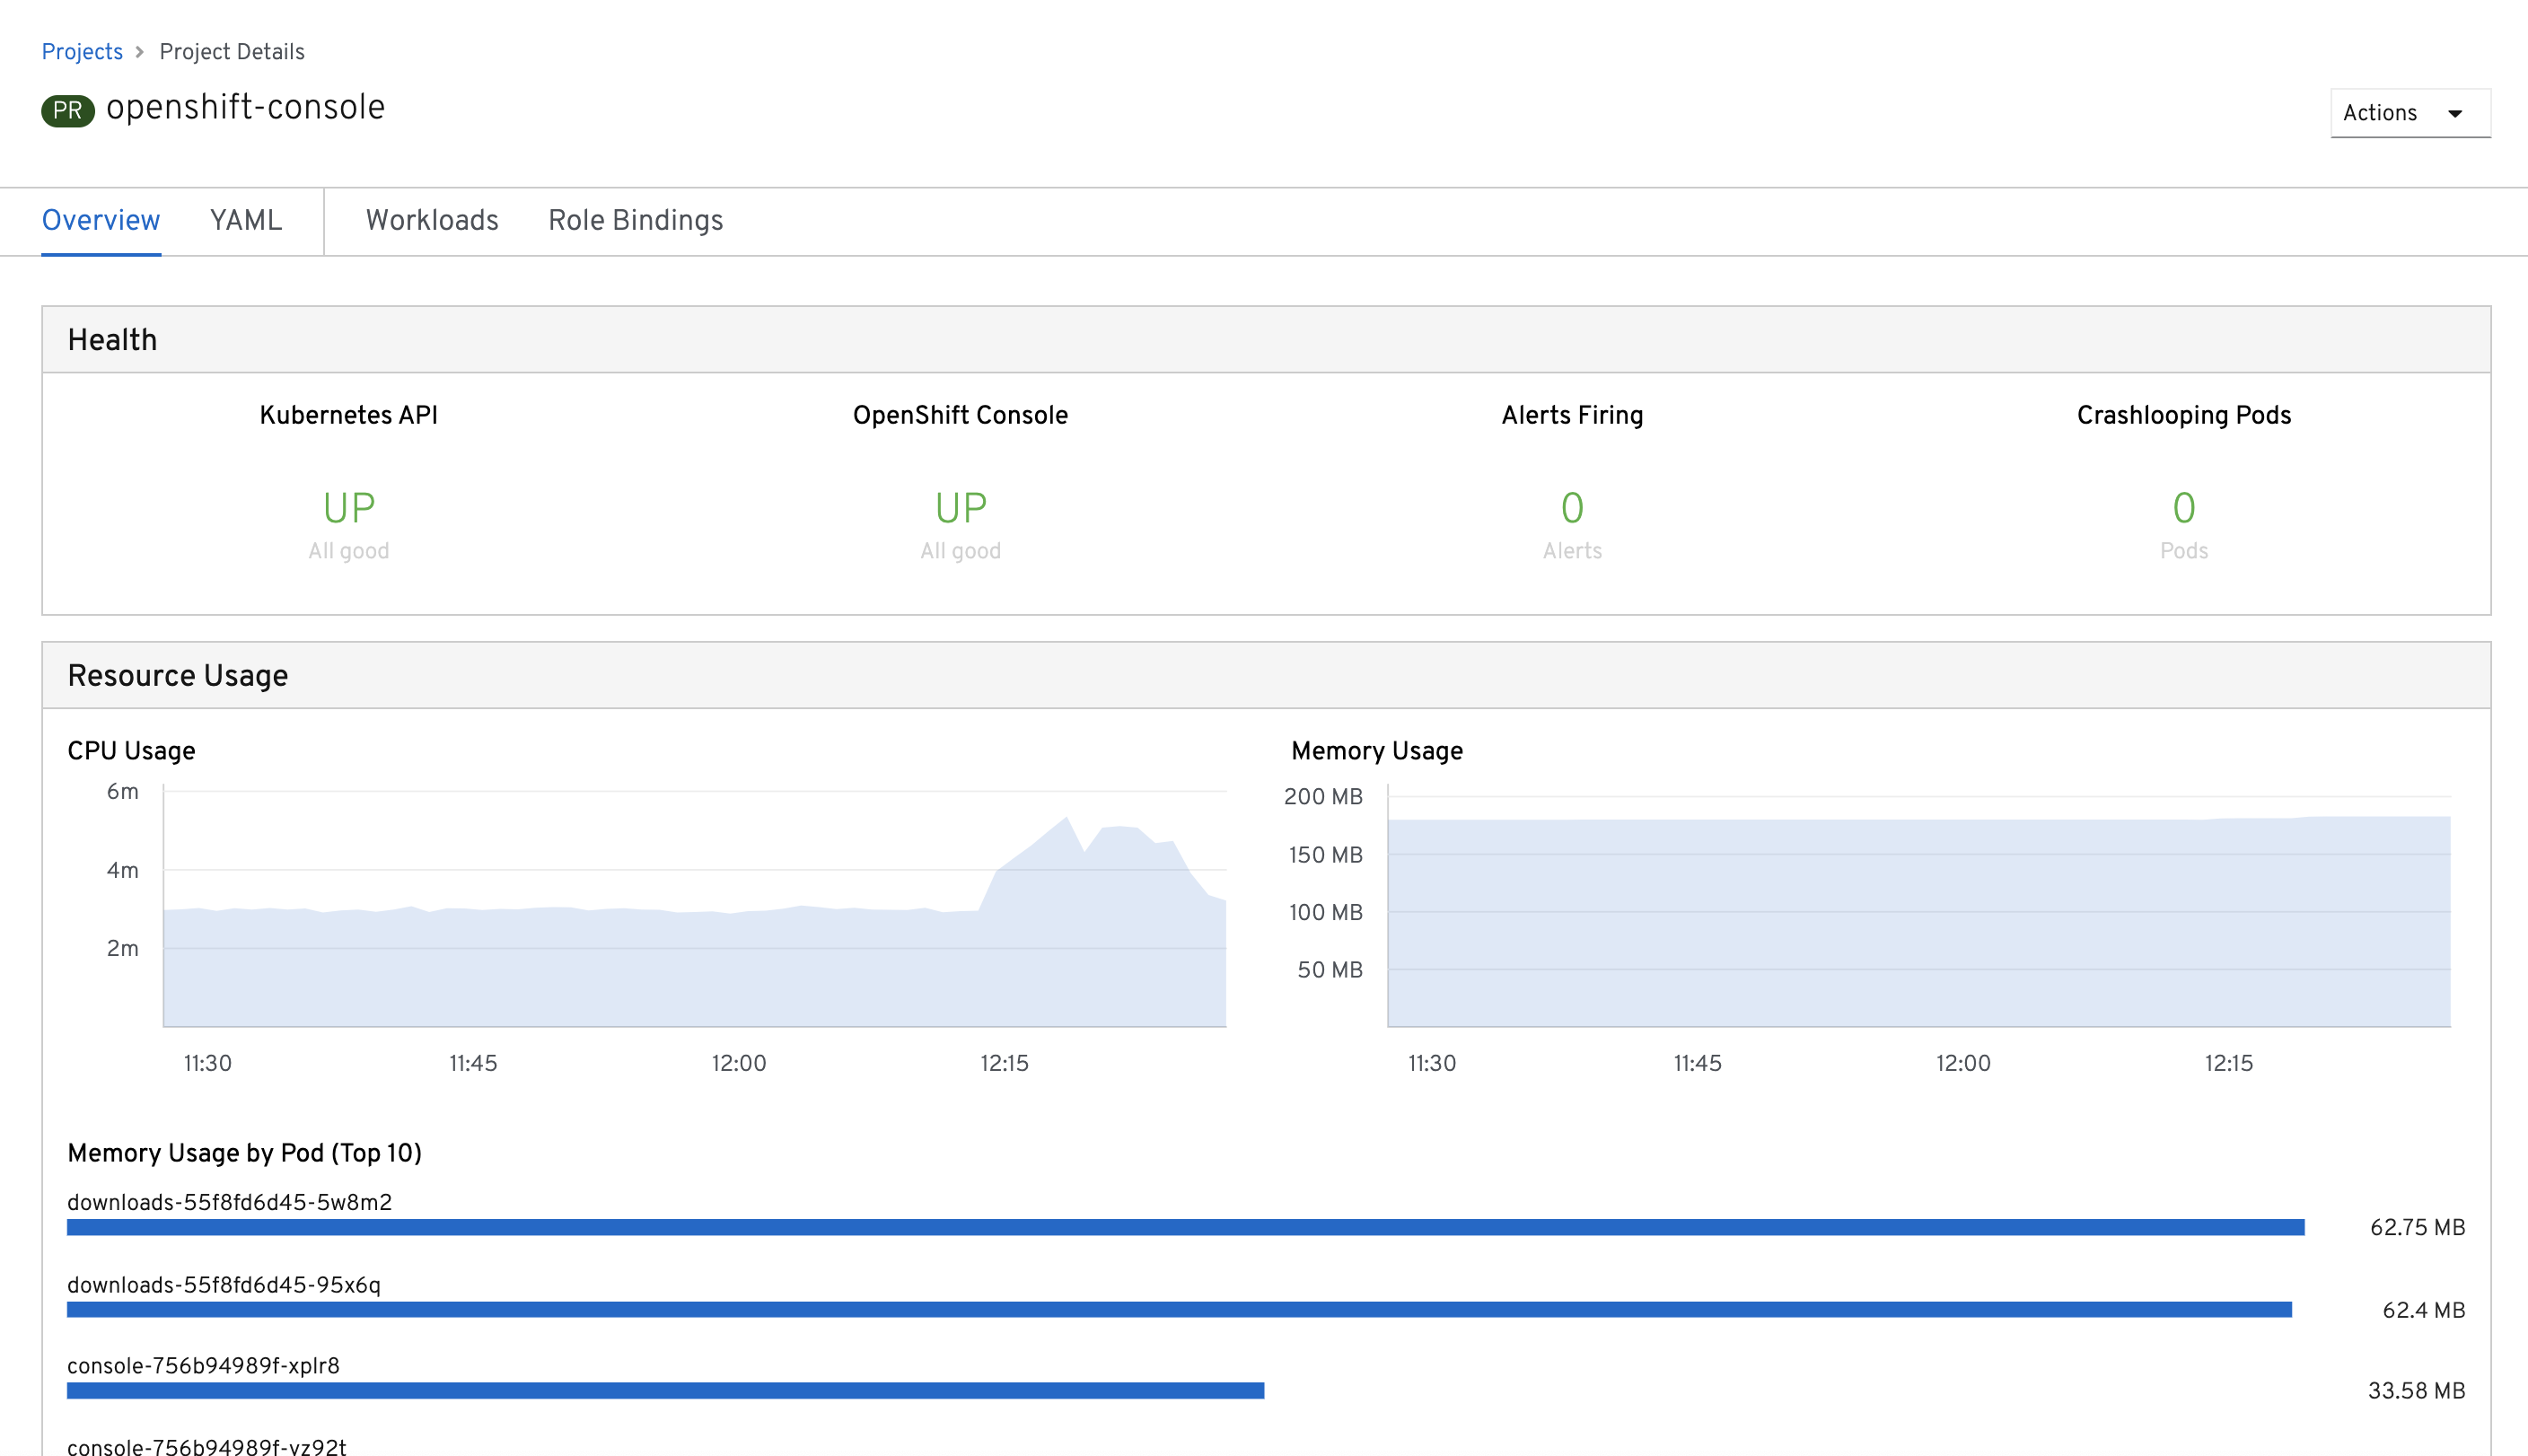 Projects > Project Details
PR openshift-console
Actions
Overview YAML Workloads Role Bindings
Health
Kubernetes API OpenShift Console Alerts Firing Crashlooping Pods
UP UP 0 0
All good All good Alerts Pods
Resource Usage
CPU Usage
6m
4m
2m
11:30 11:45 12:00 12:15
Memory Usage
200 MB
150 MB
100 MB
50 MB
11:30 11:45 12:00 12:15
Memory Usage by Pod (Top 10)
downloads-55f8fd6d45-5w8m2
62.75 MB
downloads-55f8fd6d45-95x6q
62.4 MB
console-756b94989f-xplr8
33.58 MB
console-756b94989f-vz92t